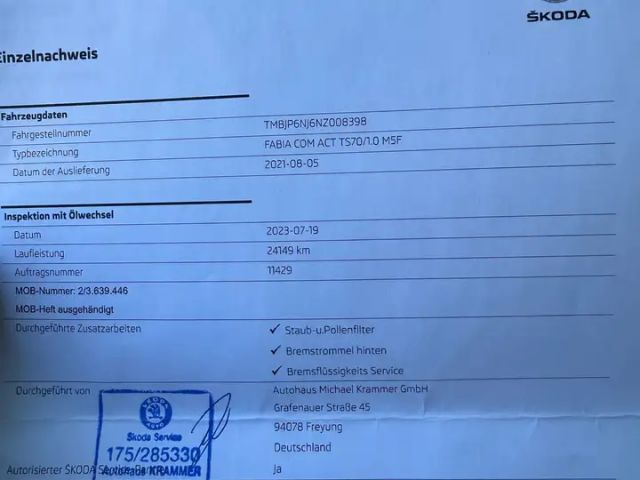 ŠKODA
Einzelnachweis
Fahrzeugdaten
Fahrgestellnummer TMBJP6NJ6NZ008398
Typbezeichnung FABIA COM ACT TS70/1.0 M5F
Datum der Auslieferung 2021-08-05
Inspektion mit Ölwechsel
Datum 2023-07-19
Laufleistung 24149 km
Auftragsnummer 11429
MOB-Nummer: 2/3.639.446
MOB-Heft ausgehändigt
Durchgeführte Zusatzarbeiten ✓ Staub-u.Pollenfilter
✓ Bremstrommel hinten
✓ Bremsflüssigkeits Service
Durchgeführt von Autohaus Michael Krammer GmbH
Grafenauer Straße 45
94078 Freyung
Deutschland
Škoda Service
175/285330
Autohaus KRAMMER
Autorisierter ŠKODA Ja